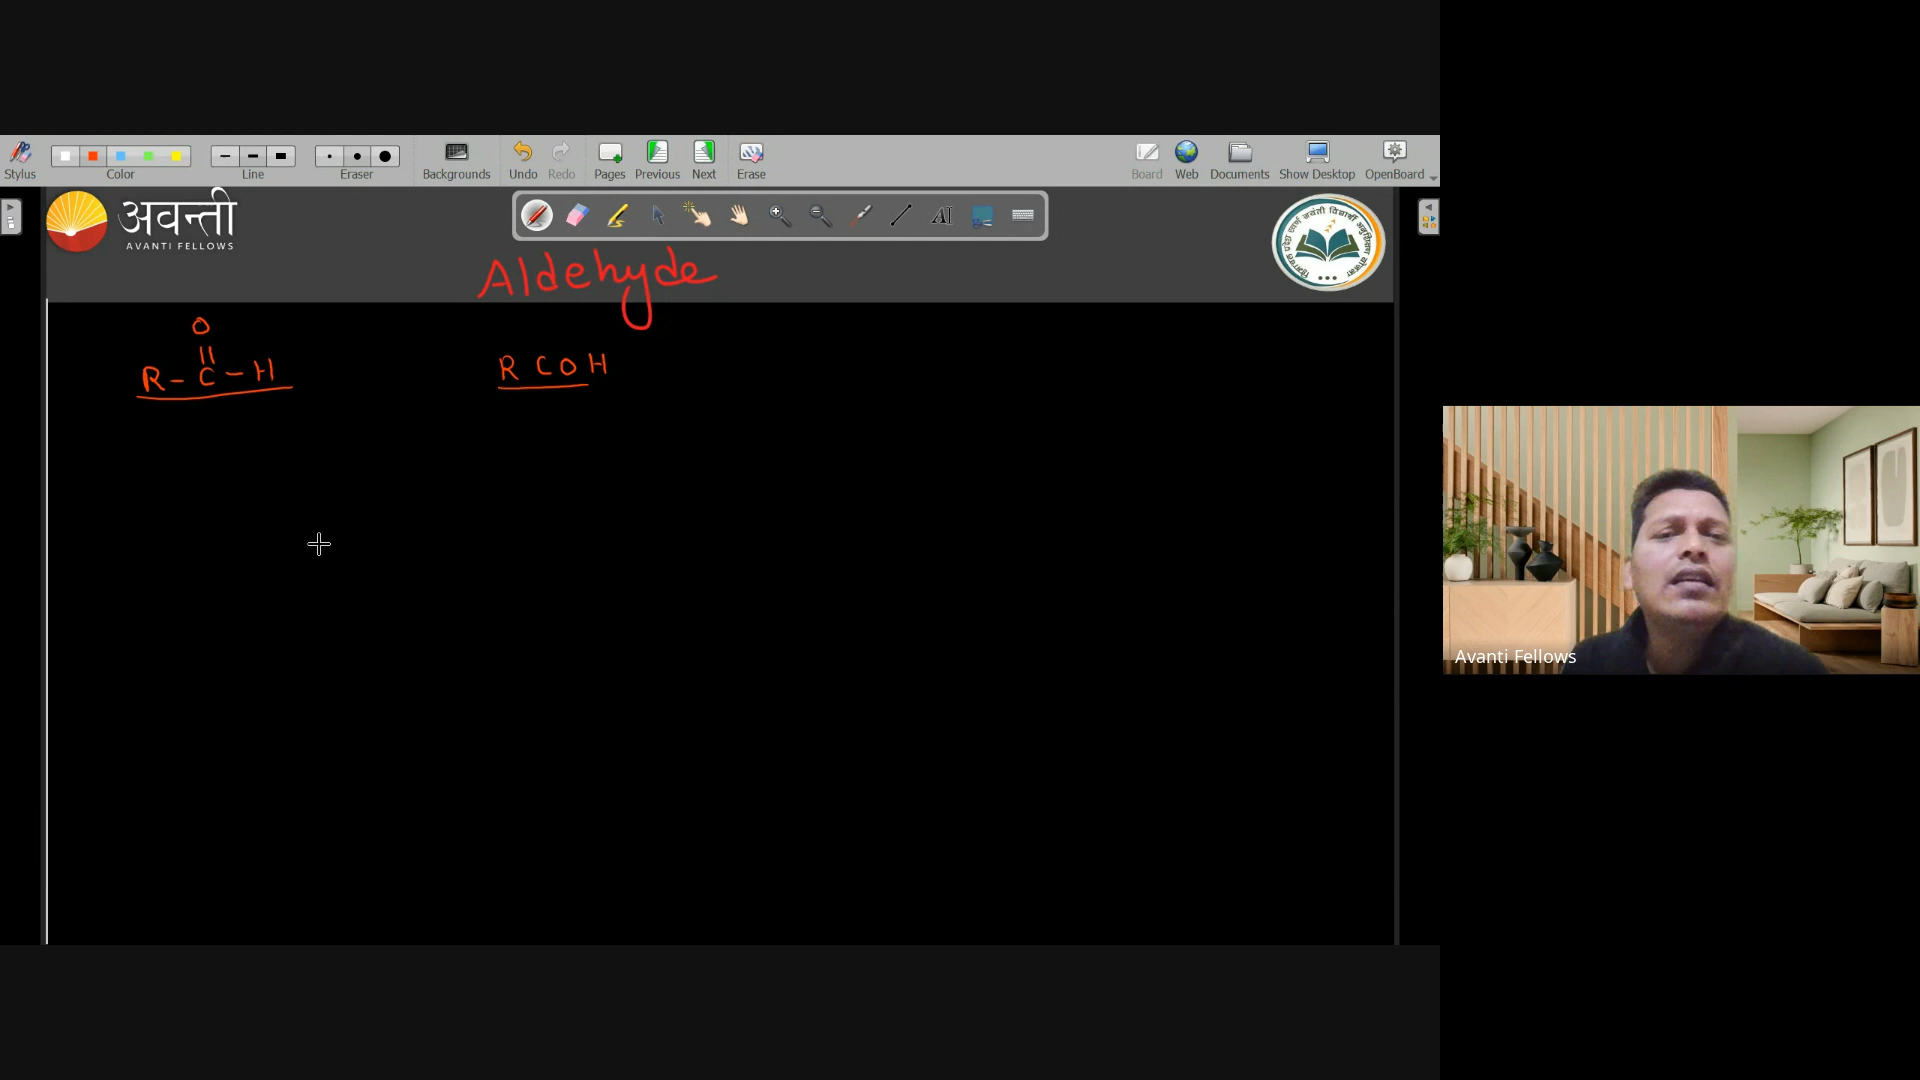 Stylus
Color
Line
Eraser
Backgrounds
Undo
Redo
Pages
Previous
Next
Erase
Board
Web
Documents
Show Desktop
OpenBoard
अवन्ती
AVANTI FELLOWS
Aldehyde
O
||
R - C - H
R C O H
Avanti Fellows